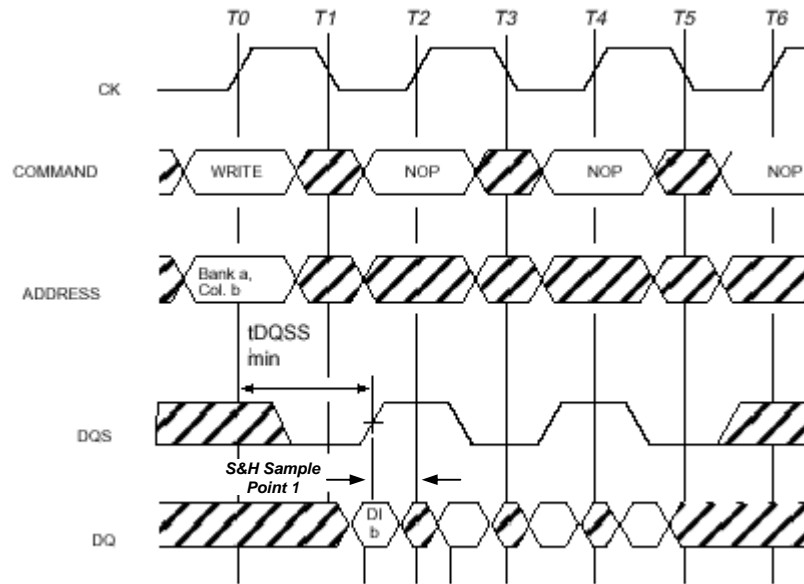 T0 T1 T2 T3 T4 T5 T6
CK
COMMAND WRITE NOP NOP NOP
ADDRESS Bank a,
Col. b
tDQSS
min
DQS
S&H Sample
Point 1
DQ DI
b